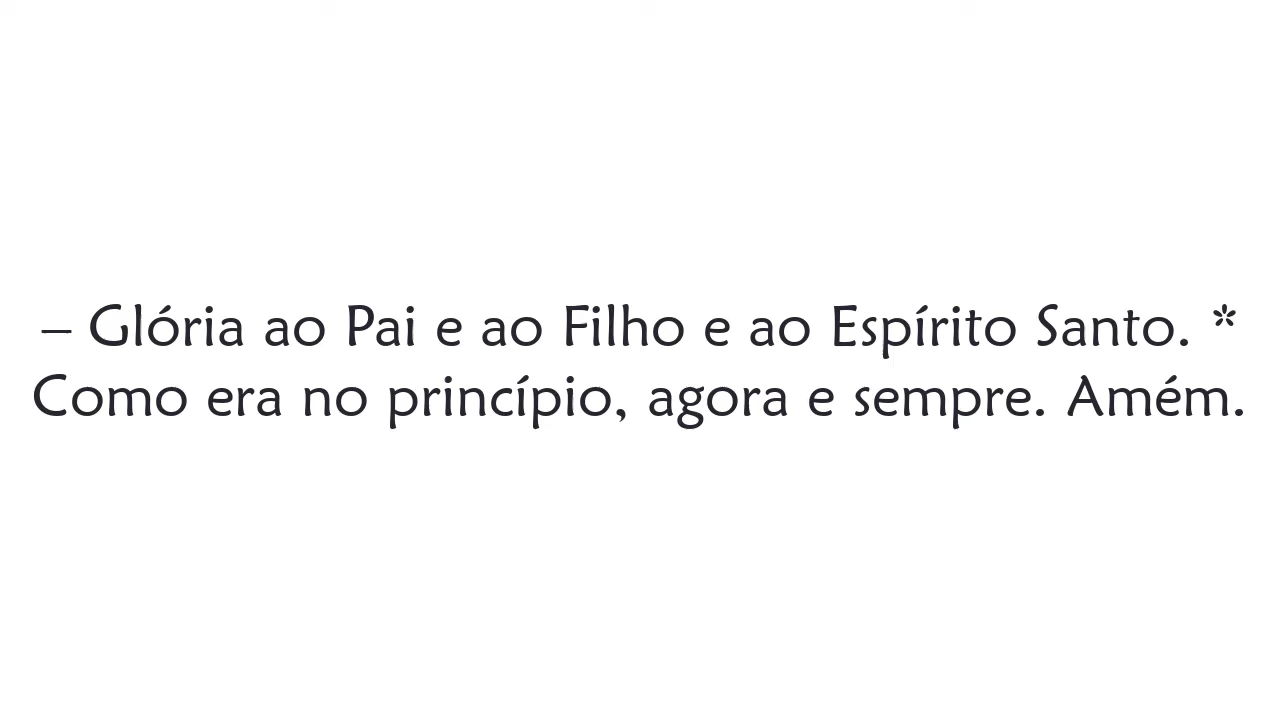 – Glória ao Pai e ao Filho e ao Espírito Santo. *
Como era no princípio, agora e sempre. Amém.